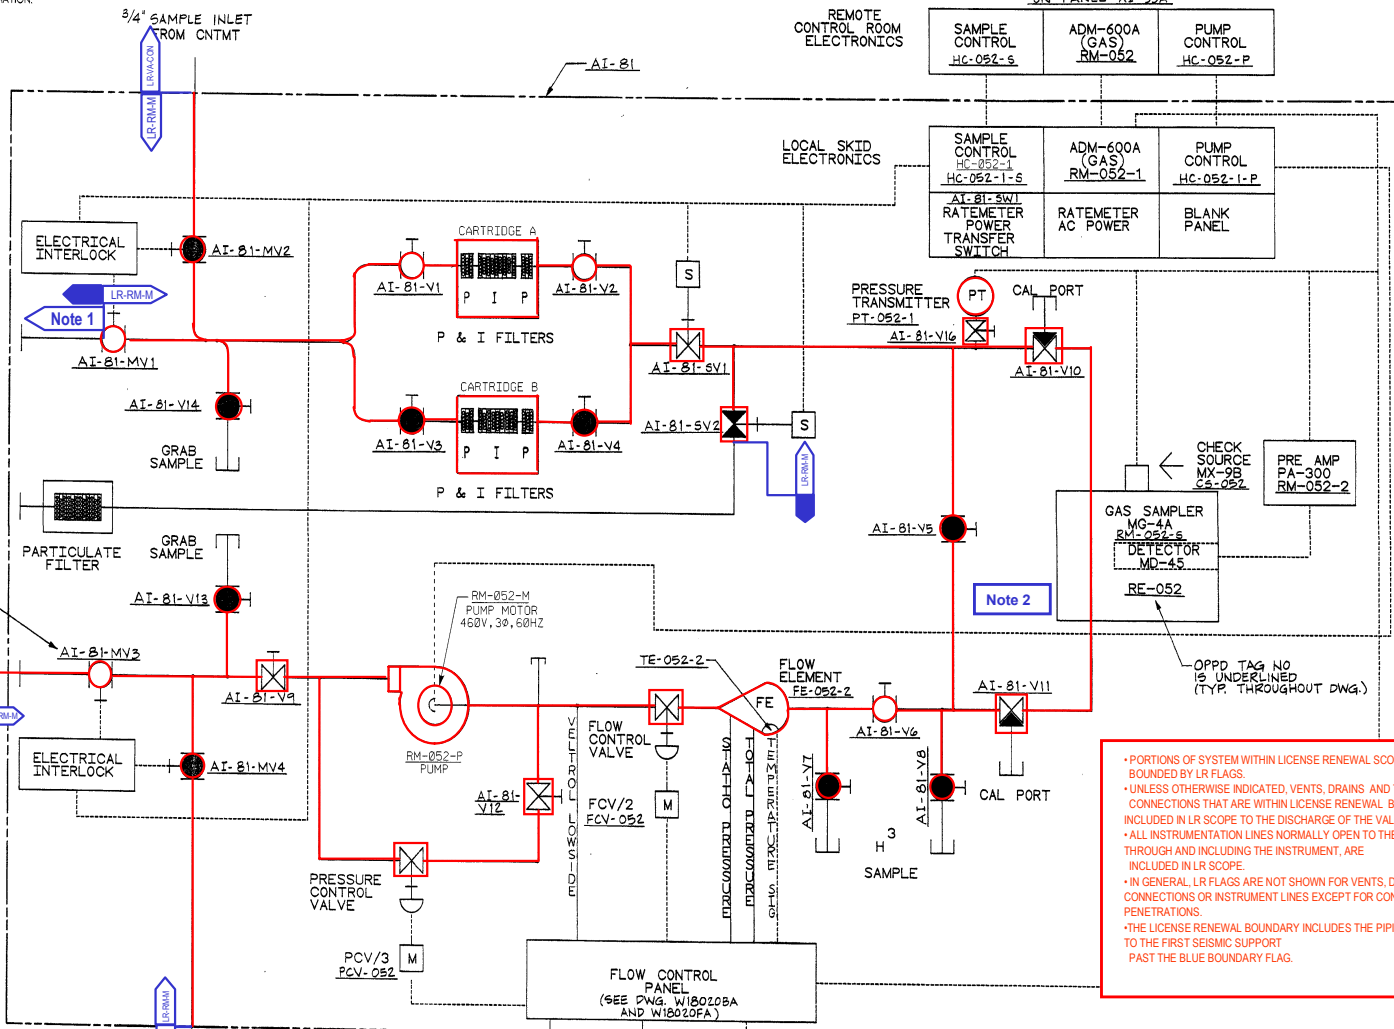 3/4" SAMPLE INLET
FROM CNTMT
LR-VA-CON
LR-RM-M
AI-81
REMOTE
CONTROL ROOM
ELECTRONICS
SAMPLE
CONTROL
HC-052-S
ADM-600A
(GAS)
RM-052
PUMP
CONTROL
HC-052-P
LOCAL SKID
ELECTRONICS
SAMPLE
CONTROL
HC-052-1
HC-052-1-S
ADM-600A
(GAS)
RM-052-1
PUMP
CONTROL
HC-052-1-P
AI-81-SW1
RATEMETER
POWER
TRANSFER
SWITCH
RATEMETER
AC POWER
BLANK
PANEL
ELECTRICAL
INTERLOCK
AI-81-MV2
LR-RM-M
Note 1
AI-81-MV1
CARTRIDGE A
AI-81-V1
AI-81-V2
P I P
P & I FILTERS
S
AI-81-SV1
PRESSURE
TRANSMITTER
PT-052-1
PT
AI-81-V16
CAL PORT
AI-81-V10
AI-81-V14
GRAB
SAMPLE
CARTRIDGE B
AI-81-V3
AI-81-V4
P I P
P & I FILTERS
AI-81-SV2
S
LR-RM-M
CHECK
SOURCE
MX-9B
CS-052
PRE AMP
PA-300
RM-052-2
PARTICULATE
FILTER
GRAB
SAMPLE
AI-81-V13
AI-81-V5
GAS SAMPLER
MG-4A
RM-052-S
DETECTOR
MD-45
RE-052
Note 2
RM-052-M
PUMP MOTOR
460V,3ø,60HZ
OPPD TAG NO
IS UNDERLINED
(TYP. THROUGHOUT DWG.)
AI-81-MV3
AI-81-V9
TE-052-2
FLOW
ELEMENT
FE-052-2
FE
AI-81-V11
AI-81-V6
CAL PORT
ELECTRICAL
INTERLOCK
AI-81-MV4
RM-052-P
PUMP
AI-81-
V12
VELTROL LOWSIDE
FLOW
CONTROL
VALVE
FCV/2
FCV-052
M
STATIC PRESSURE
TOTAL PRESSURE
TEMPERATURE SIG
AI-81-V7
AI-81-V8
H3
SAMPLE
PRESSURE
CONTROL
VALVE
PCV/3
PCV-052
M
FLOW CONTROL
PANEL
(SEE DWG. W18020BA
AND W18020FA)
LR-RM-M
• PORTIONS OF SYSTEM WITHIN LICENSE RENEWAL SCO
BOUNDED BY LR FLAGS.
• UNLESS OTHERWISE INDICATED, VENTS, DRAINS AND
CONNECTIONS THAT ARE WITHIN LICENSE RENEWAL B
INCLUDED IN LR SCOPE TO THE DISCHARGE OF THE VAL
• ALL INSTRUMENTATION LINES NORMALLY OPEN TO THE
THROUGH AND INCLUDING THE INSTRUMENT, ARE
INCLUDED IN LR SCOPE.
• IN GENERAL, LR FLAGS ARE NOT SHOWN FOR VENTS, D
CONNECTIONS OR INSTRUMENT LINES EXCEPT FOR CON
PENETRATIONS.
•THE LICENSE RENEWAL BOUNDARY INCLUDES THE PIPI
TO THE FIRST SEISMIC SUPPORT
PAST THE BLUE BOUNDARY FLAG.